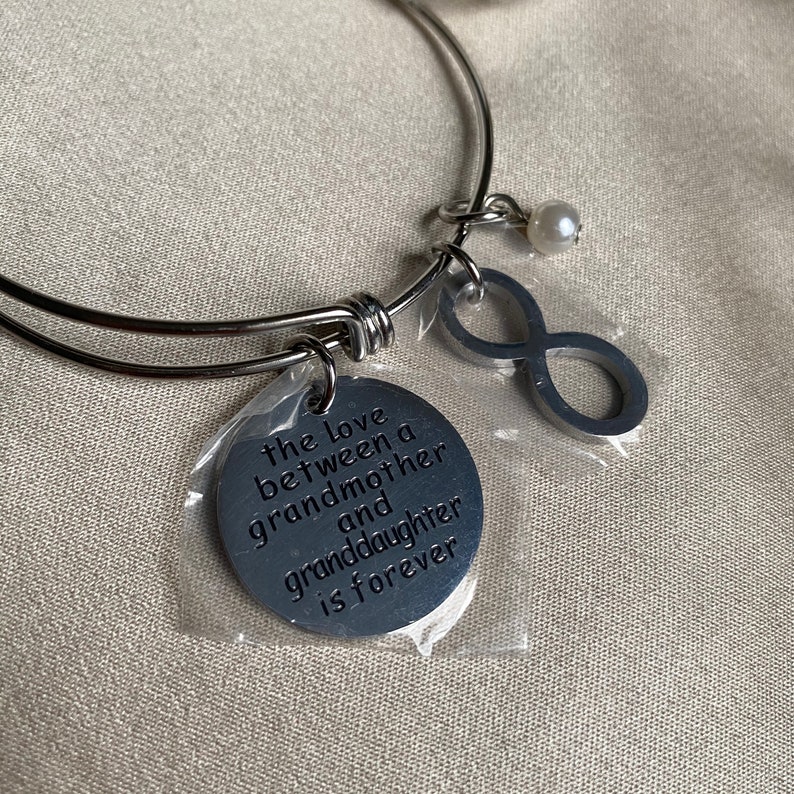 the love
between a
grandmother
and
granddaughter
is forever